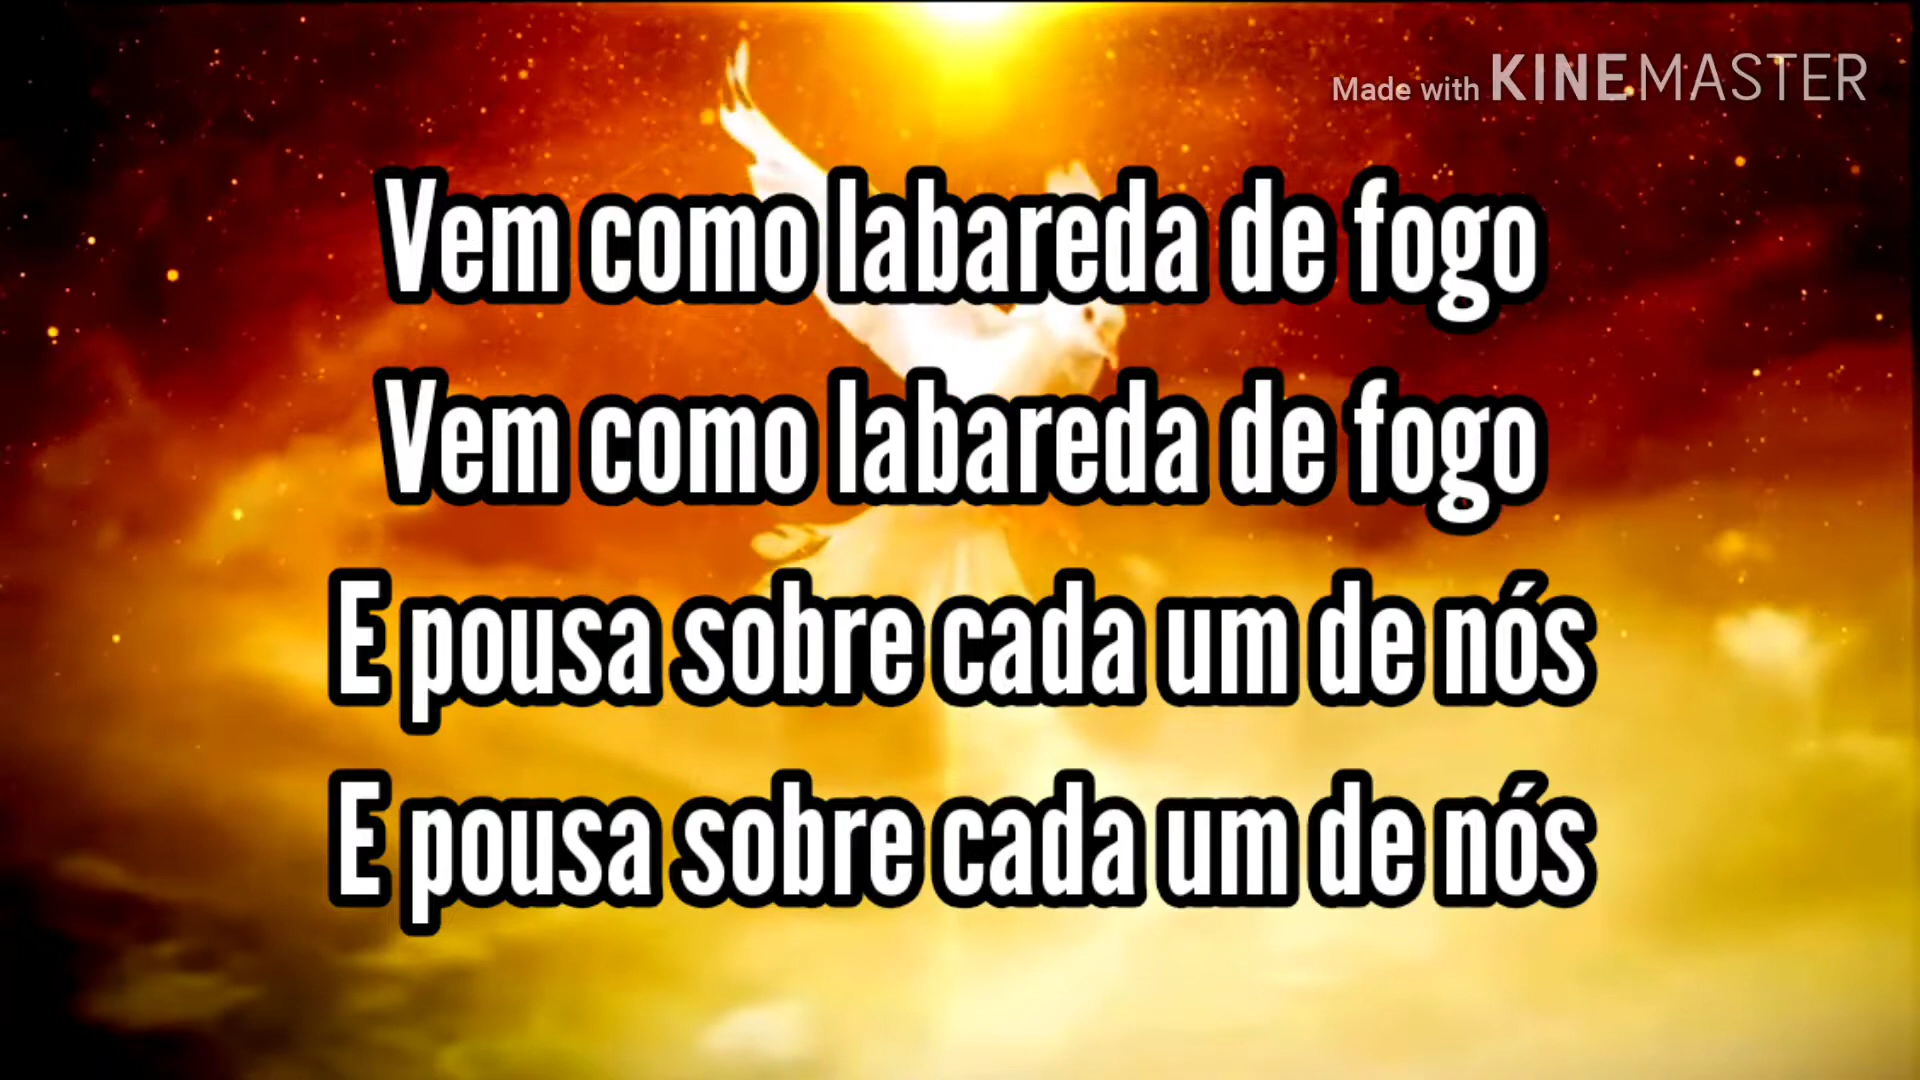 Made with KINEMASTER
Vem como labareda de fogo
Vem como labareda de fogo
E pousa sobre cada um de nós
E pousa sobre cada um de nós